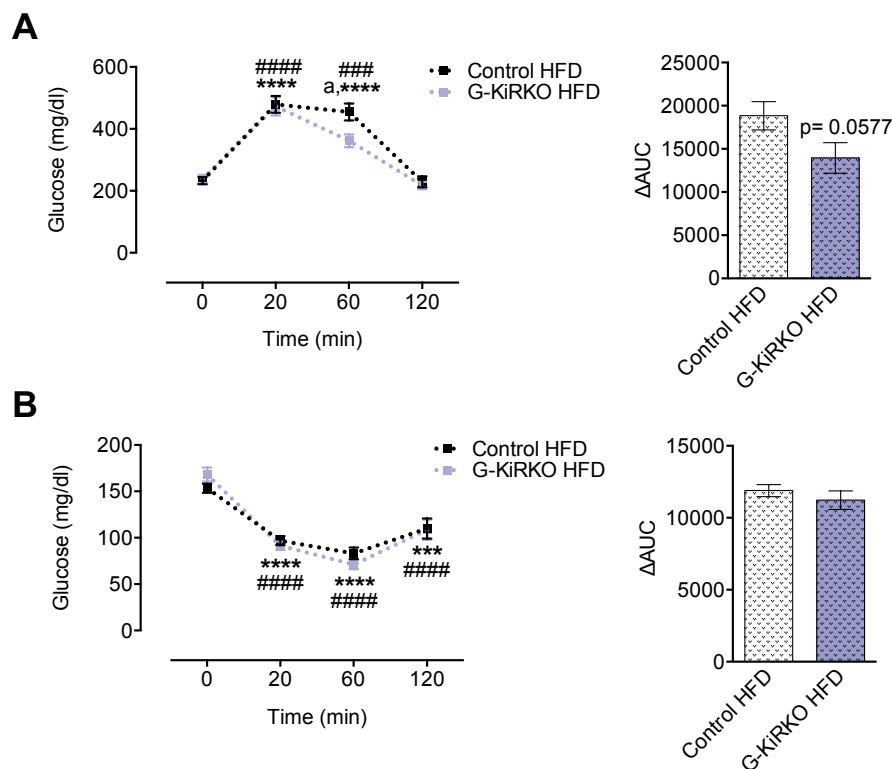 A
Glucose (mg/dl)
600
400
200
0
####
****
###
a,****
Control HFD
G-KiRKO HFD
0 20 60 120
Time (min)
ΔAUC
25000
20000
15000
10000
5000
0
p= 0.0577
Control HFD
G-KiRKO HFD
B
Glucose (mg/dl)
200
150
100
50
0
Control HFD
G-KiRKO HFD
****
####
****
####
***
####
0 20 60 120
Time (min)
ΔAUC
15000
10000
5000
0
Control HFD
G-KiRKO HFD